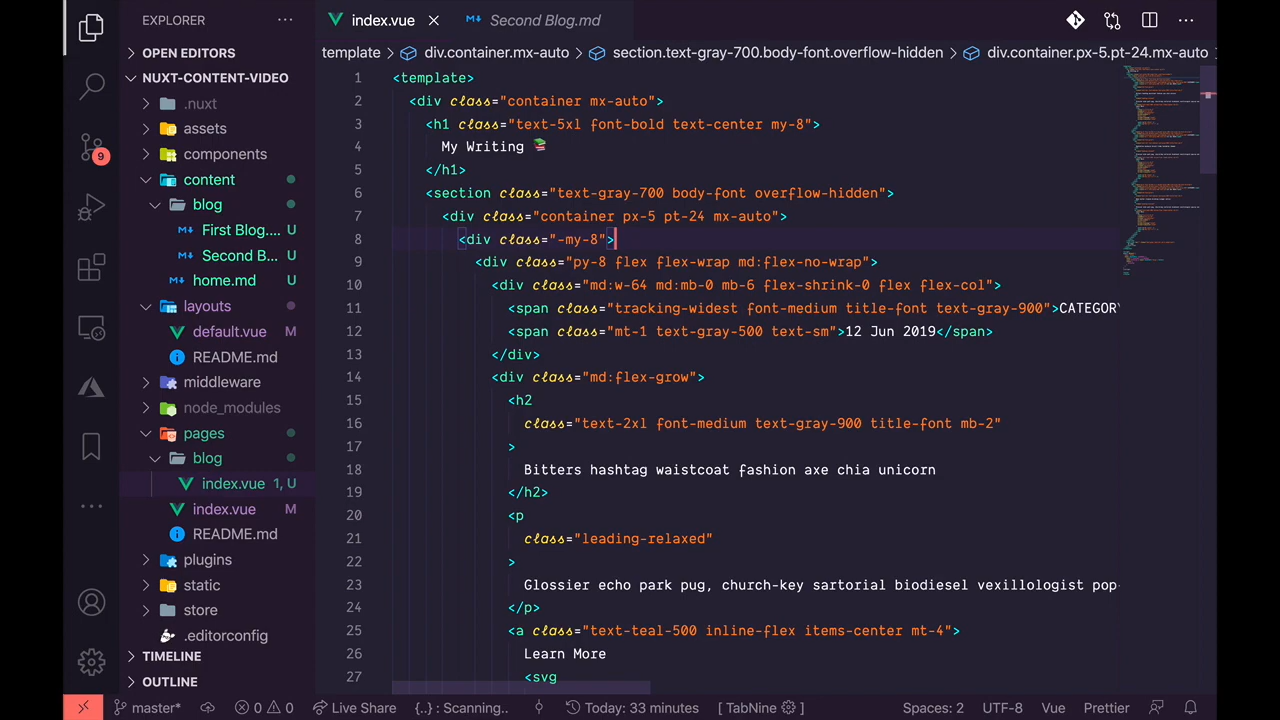 EXPLORER
OPEN EDITORS
NUXT-CONTENT-VIDEO
.nuxt
assets
components
content
blog
First Blog.... U
Second B... U
home.md U
layouts
default.vue M
README.md
middleware
node_modules
pages
blog
index.vue 1, U
index.vue M
README.md
plugins
static
store
.editorconfig
TIMELINE
OUTLINE
9
index.vue
Second Blog.md
template > div.container.mx-auto > section.text-gray-700.body-font.overflow-hidden > div.container.px-5.pt-24.mx-auto >
1 <template>
2 <div class="container mx-auto">
3 <h1 class="text-5xl font-bold text-center my-8">
4 My Writing 📚
5 </h1>
6 <section class="text-gray-700 body-font overflow-hidden">
7 <div class="container px-5 pt-24 mx-auto">
8 <div class="-my-8">
9 <div class="py-8 flex flex-wrap md:flex-no-wrap">
10 <div class="md:w-64 md:mb-0 mb-6 flex-shrink-0 flex flex-col">
11 <span class="tracking-widest font-medium title-font text-gray-900">CATEGORY
12 <span class="mt-1 text-gray-500 text-sm">12 Jun 2019</span>
13 </div>
14 <div class="md:flex-grow">
15 <h2
16 class="text-2xl font-medium text-gray-900 title-font mb-2"
17 >
18 Bitters hashtag waistcoat fashion axe chia unicorn
19 </h2>
20 <p
21 class="leading-relaxed"
22 >
23 Glossier echo park pug, church-key sartorial biodiesel vexillologist pop-
24 </p>
25 <a class="text-teal-500 inline-flex items-center mt-4">
26 Learn More
27 <svg
master* 0 0 Live Share {..} : Scanning.. Today: 33 minutes [ TabNine ] Spaces: 2 UTF-8 Vue Prettier